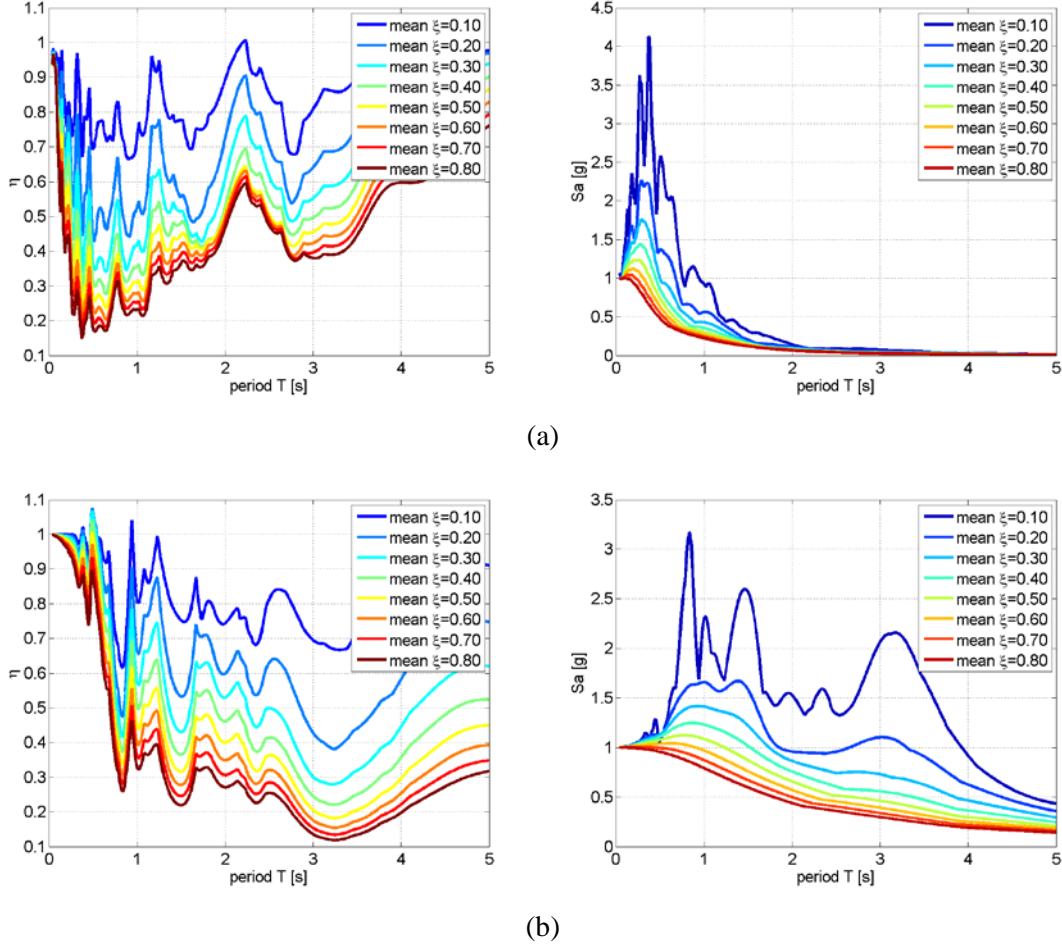 1.1
1
0.9
0.8
0.7
0.6
0.5
0.4
0.3
0.2
0.1
η
0 1 2 3 4 5
period T [s]
mean ξ=0.10
mean ξ=0.20
mean ξ=0.30
mean ξ=0.40
mean ξ=0.50
mean ξ=0.60
mean ξ=0.70
mean ξ=0.80
4.5
4
3.5
3
2.5
2
1.5
1
0.5
0
Sa [g]
0 1 2 3 4 5
period T [s]
mean ξ=0.10
mean ξ=0.20
mean ξ=0.30
mean ξ=0.40
mean ξ=0.50
mean ξ=0.60
mean ξ=0.70
mean ξ=0.80
(a)
1.1
1
0.9
0.8
0.7
0.6
0.5
0.4
0.3
0.2
0.1
η
0 1 2 3 4 5
period T [s]
mean ξ=0.10
mean ξ=0.20
mean ξ=0.30
mean ξ=0.40
mean ξ=0.50
mean ξ=0.60
mean ξ=0.70
mean ξ=0.80
3.5
3
2.5
2
1.5
1
0.5
0
Sa [g]
0 1 2 3 4 5
period T [s]
mean ξ=0.10
mean ξ=0.20
mean ξ=0.30
mean ξ=0.40
mean ξ=0.50
mean ξ=0.60
mean ξ=0.70
mean ξ=0.80
(b)